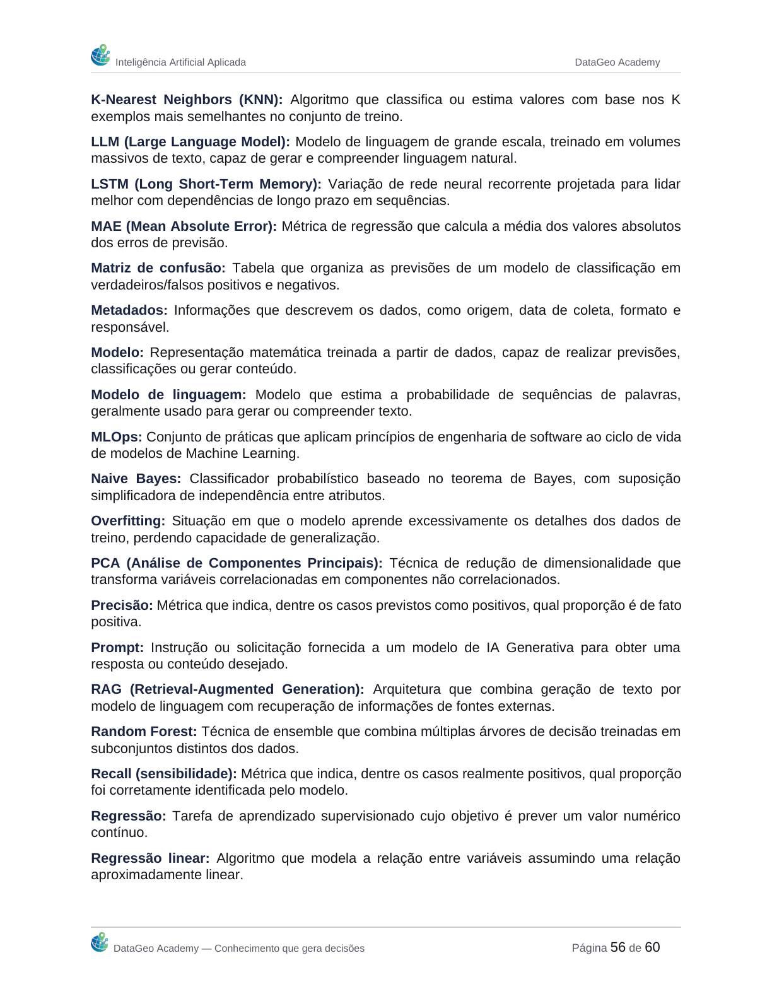 Inteligência Artificial Aplicada DataGeo Academy
K-Nearest Neighbors (KNN): Algoritmo que classifica ou estima valores com base nos K
exemplos mais semelhantes no conjunto de treino.
LLM (Large Language Model): Modelo de linguagem de grande escala, treinado em volumes
massivos de texto, capaz de gerar e compreender linguagem natural.
LSTM (Long Short-Term Memory): Variação de rede neural recorrente projetada para lidar
melhor com dependências de longo prazo em sequências.
MAE (Mean Absolute Error): Métrica de regressão que calcula a média dos valores absolutos
dos erros de previsão.
Matriz de confusão: Tabela que organiza as previsões de um modelo de classificação em
verdadeiros/falsos positivos e negativos.
Metadados: Informações que descrevem os dados, como origem, data de coleta, formato e
responsável.
Modelo: Representação matemática treinada a partir de dados, capaz de realizar previsões,
classificações ou gerar conteúdo.
Modelo de linguagem: Modelo que estima a probabilidade de sequências de palavras,
geralmente usado para gerar ou compreender texto.
MLOps: Conjunto de práticas que aplicam princípios de engenharia de software ao ciclo de vida
de modelos de Machine Learning.
Naive Bayes: Classificador probabilístico baseado no teorema de Bayes, com suposição
simplificadora de independência entre atributos.
Overfitting: Situação em que o modelo aprende excessivamente os detalhes dos dados de
treino, perdendo capacidade de generalização.
PCA (Análise de Componentes Principais): Técnica de redução de dimensionalidade que
transforma variáveis correlacionadas em componentes não correlacionados.
Precisão: Métrica que indica, dentre os casos previstos como positivos, qual proporção é de fato
positiva.
Prompt: Instrução ou solicitação fornecida a um modelo de IA Generativa para obter uma
resposta ou conteúdo desejado.
RAG (Retrieval-Augmented Generation): Arquitetura que combina geração de texto por
modelo de linguagem com recuperação de informações de fontes externas.
Random Forest: Técnica de ensemble que combina múltiplas árvores de decisão treinadas em
subconjuntos distintos dos dados.
Recall (sensibilidade): Métrica que indica, dentre os casos realmente positivos, qual proporção
foi corretamente identificada pelo modelo.
Regressão: Tarefa de aprendizado supervisionado cujo objetivo é prever um valor numérico
contínuo.
Regressão linear: Algoritmo que modela a relação entre variáveis assumindo uma relação
aproximadamente linear.
DataGeo Academy — Conhecimento que gera decisões Página 56 de 60